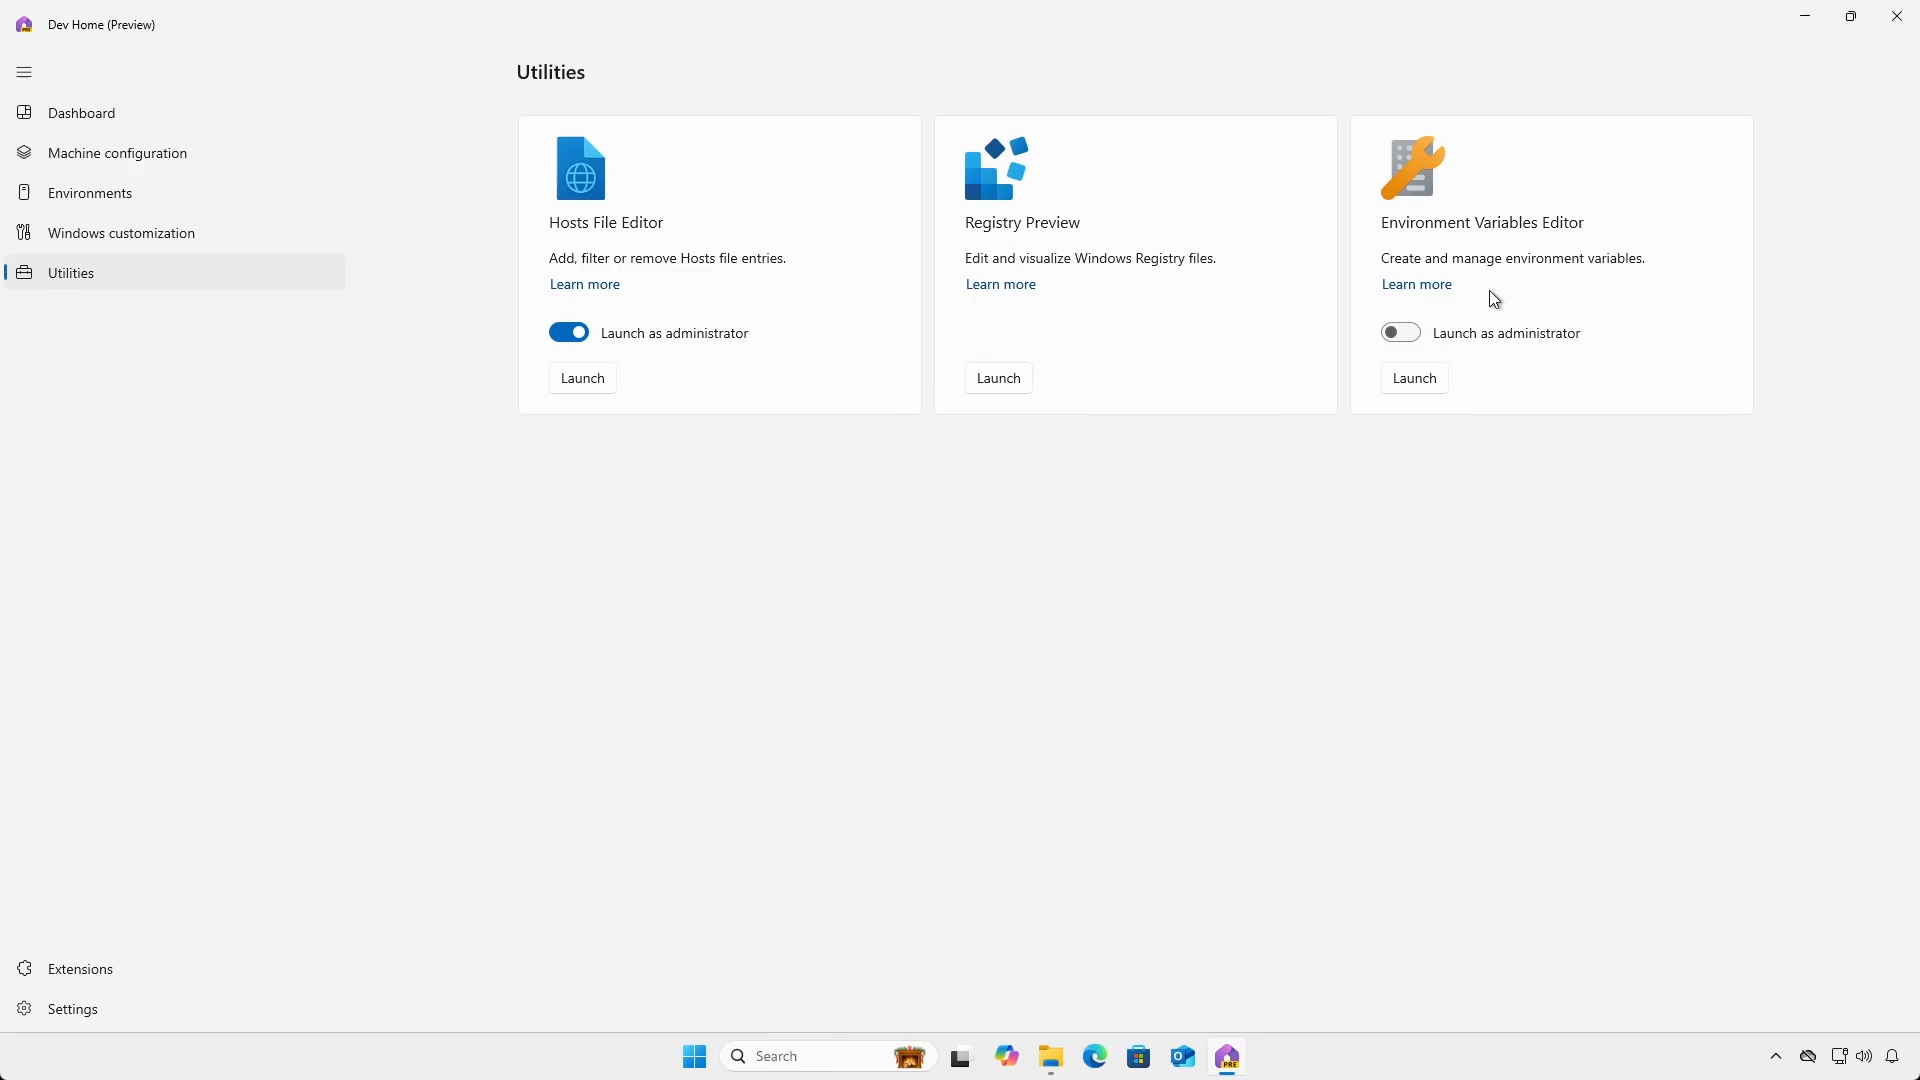 Dev Home (Preview)
Utilities
Dashboard
Machine configuration
Environments
Windows customization
Utilities
Hosts File Editor
Add, filter or remove Hosts file entries.
Learn more
Launch as administrator
Launch
Registry Preview
Edit and visualize Windows Registry files.
Learn more
Launch
Environment Variables Editor
Create and manage environment variables.
Learn more
Launch as administrator
Launch
Extensions
Settings
Search
PRE